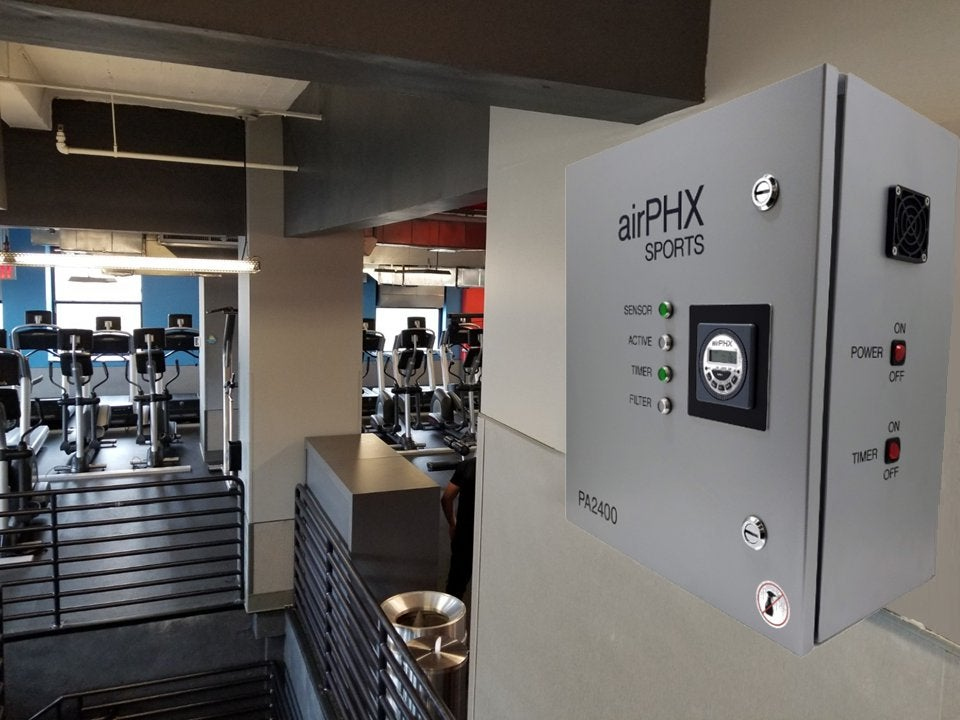 airPHX
SPORTS
SENSOR
ACTIVE
TIMER
FILTER
airPHX
PA2400
ON
POWER
OFF
ON
TIMER
OFF